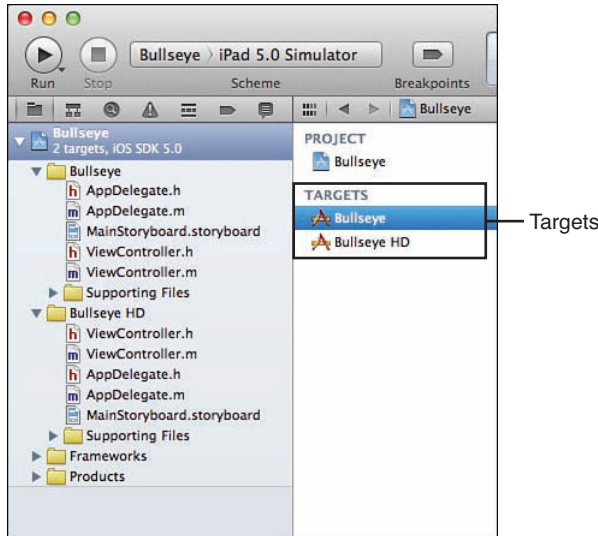 Bullseye iPad 5.0 Simulator
Run Stop Scheme Breakpoints
Bullseye
Bullseye
2 targets, iOS SDK 5.0
Bullseye
h AppDelegate.h
m AppDelegate.m
MainStoryboard.storyboard
h ViewController.h
m ViewController.m
Supporting Files
Bullseye HD
h ViewController.h
m ViewController.m
h AppDelegate.h
m AppDelegate.m
MainStoryboard.storyboard
Supporting Files
Frameworks
Products
PROJECT
Bullseye
TARGETS
Bullseye
Bullseye HD
Targets